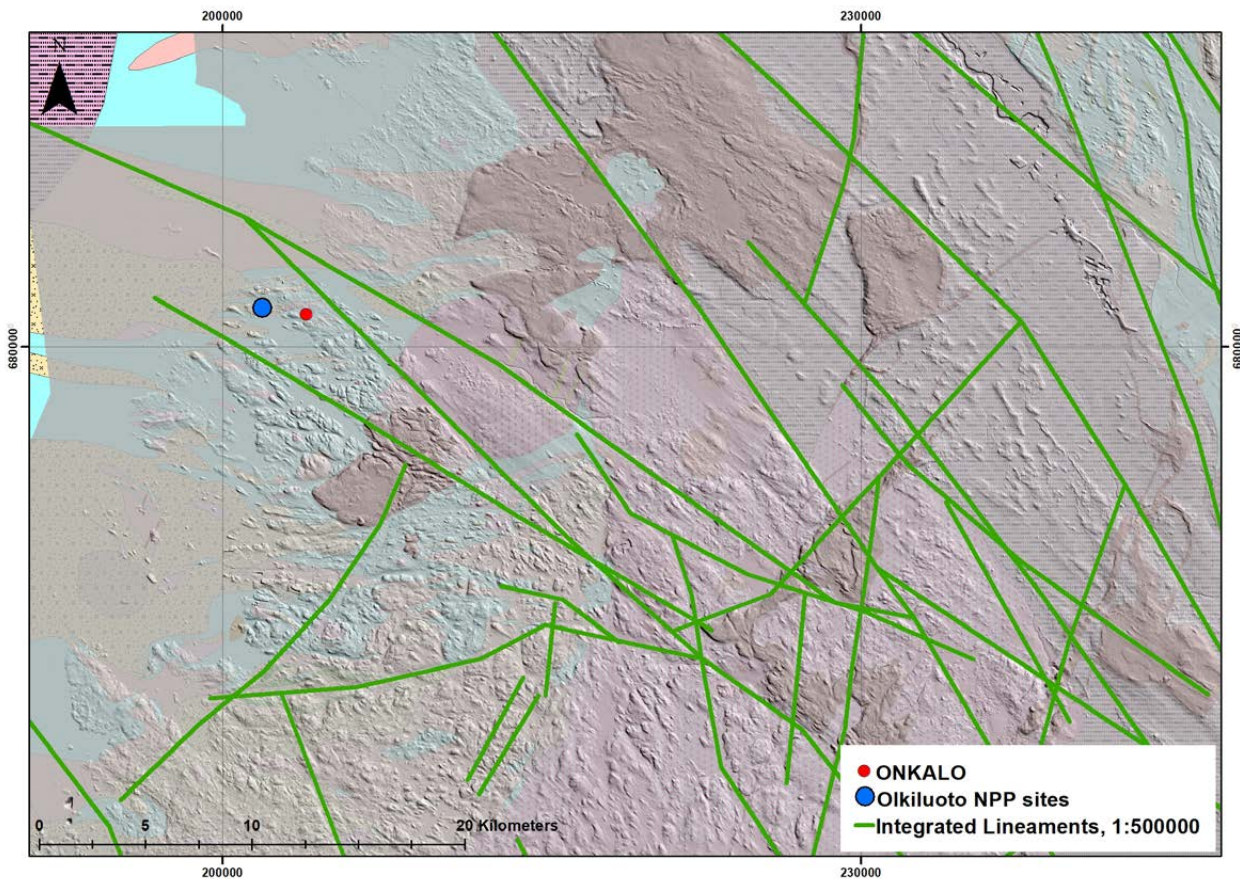 200000 230000
N
680000 680000
ONKALO
Olkiluoto NPP sites
Integrated Lineaments, 1:500000
0 5 10 20 Kilometers
200000 230000